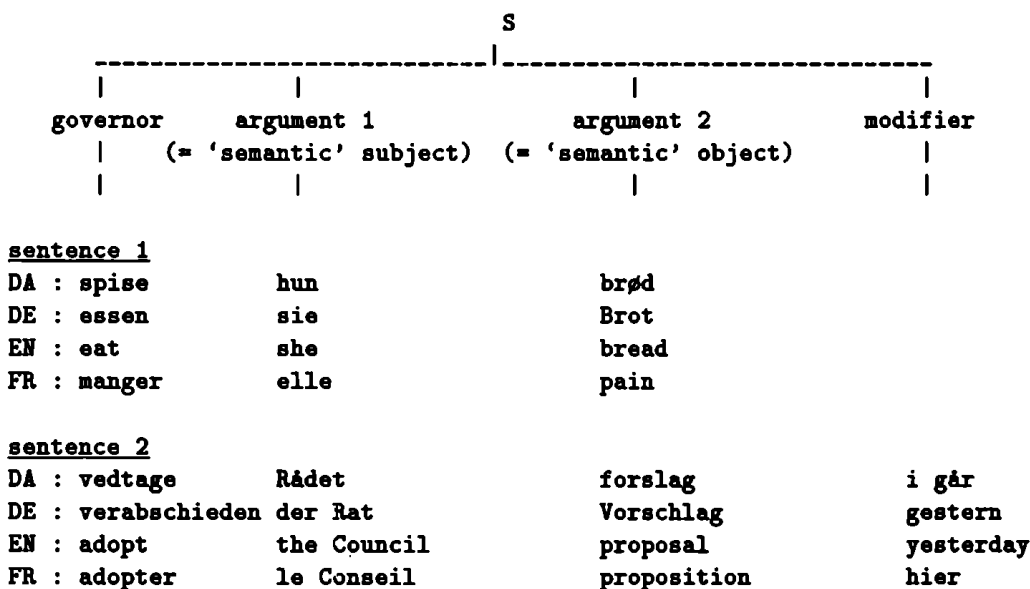 S
governor argument 1 argument 2 modifier
(= 'semantic' subject) (= 'semantic' object)
sentence 1
DA : spise hun brød
DE : essen sie Brot
EN : eat she bread
FR : manger elle pain
sentence 2
DA : vedtage Rådet forslag i går
DE : verabschieden der Rat Vorschlag gestern
EN : adopt the Council proposal yesterday
FR : adopter le Conseil proposition hier